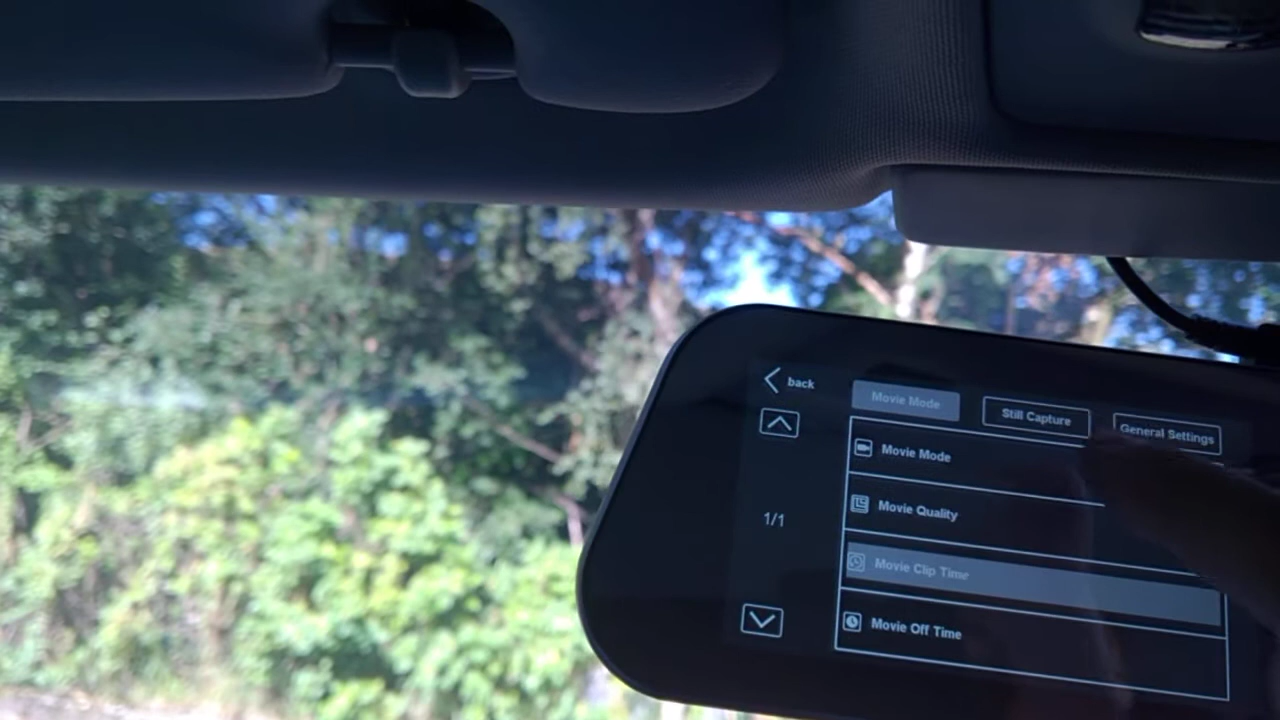 back
Movie Mode
Still Capture
General Settings
Movie Mode
Movie Quality
1/1
Movie Clip Time
Movie Off Time